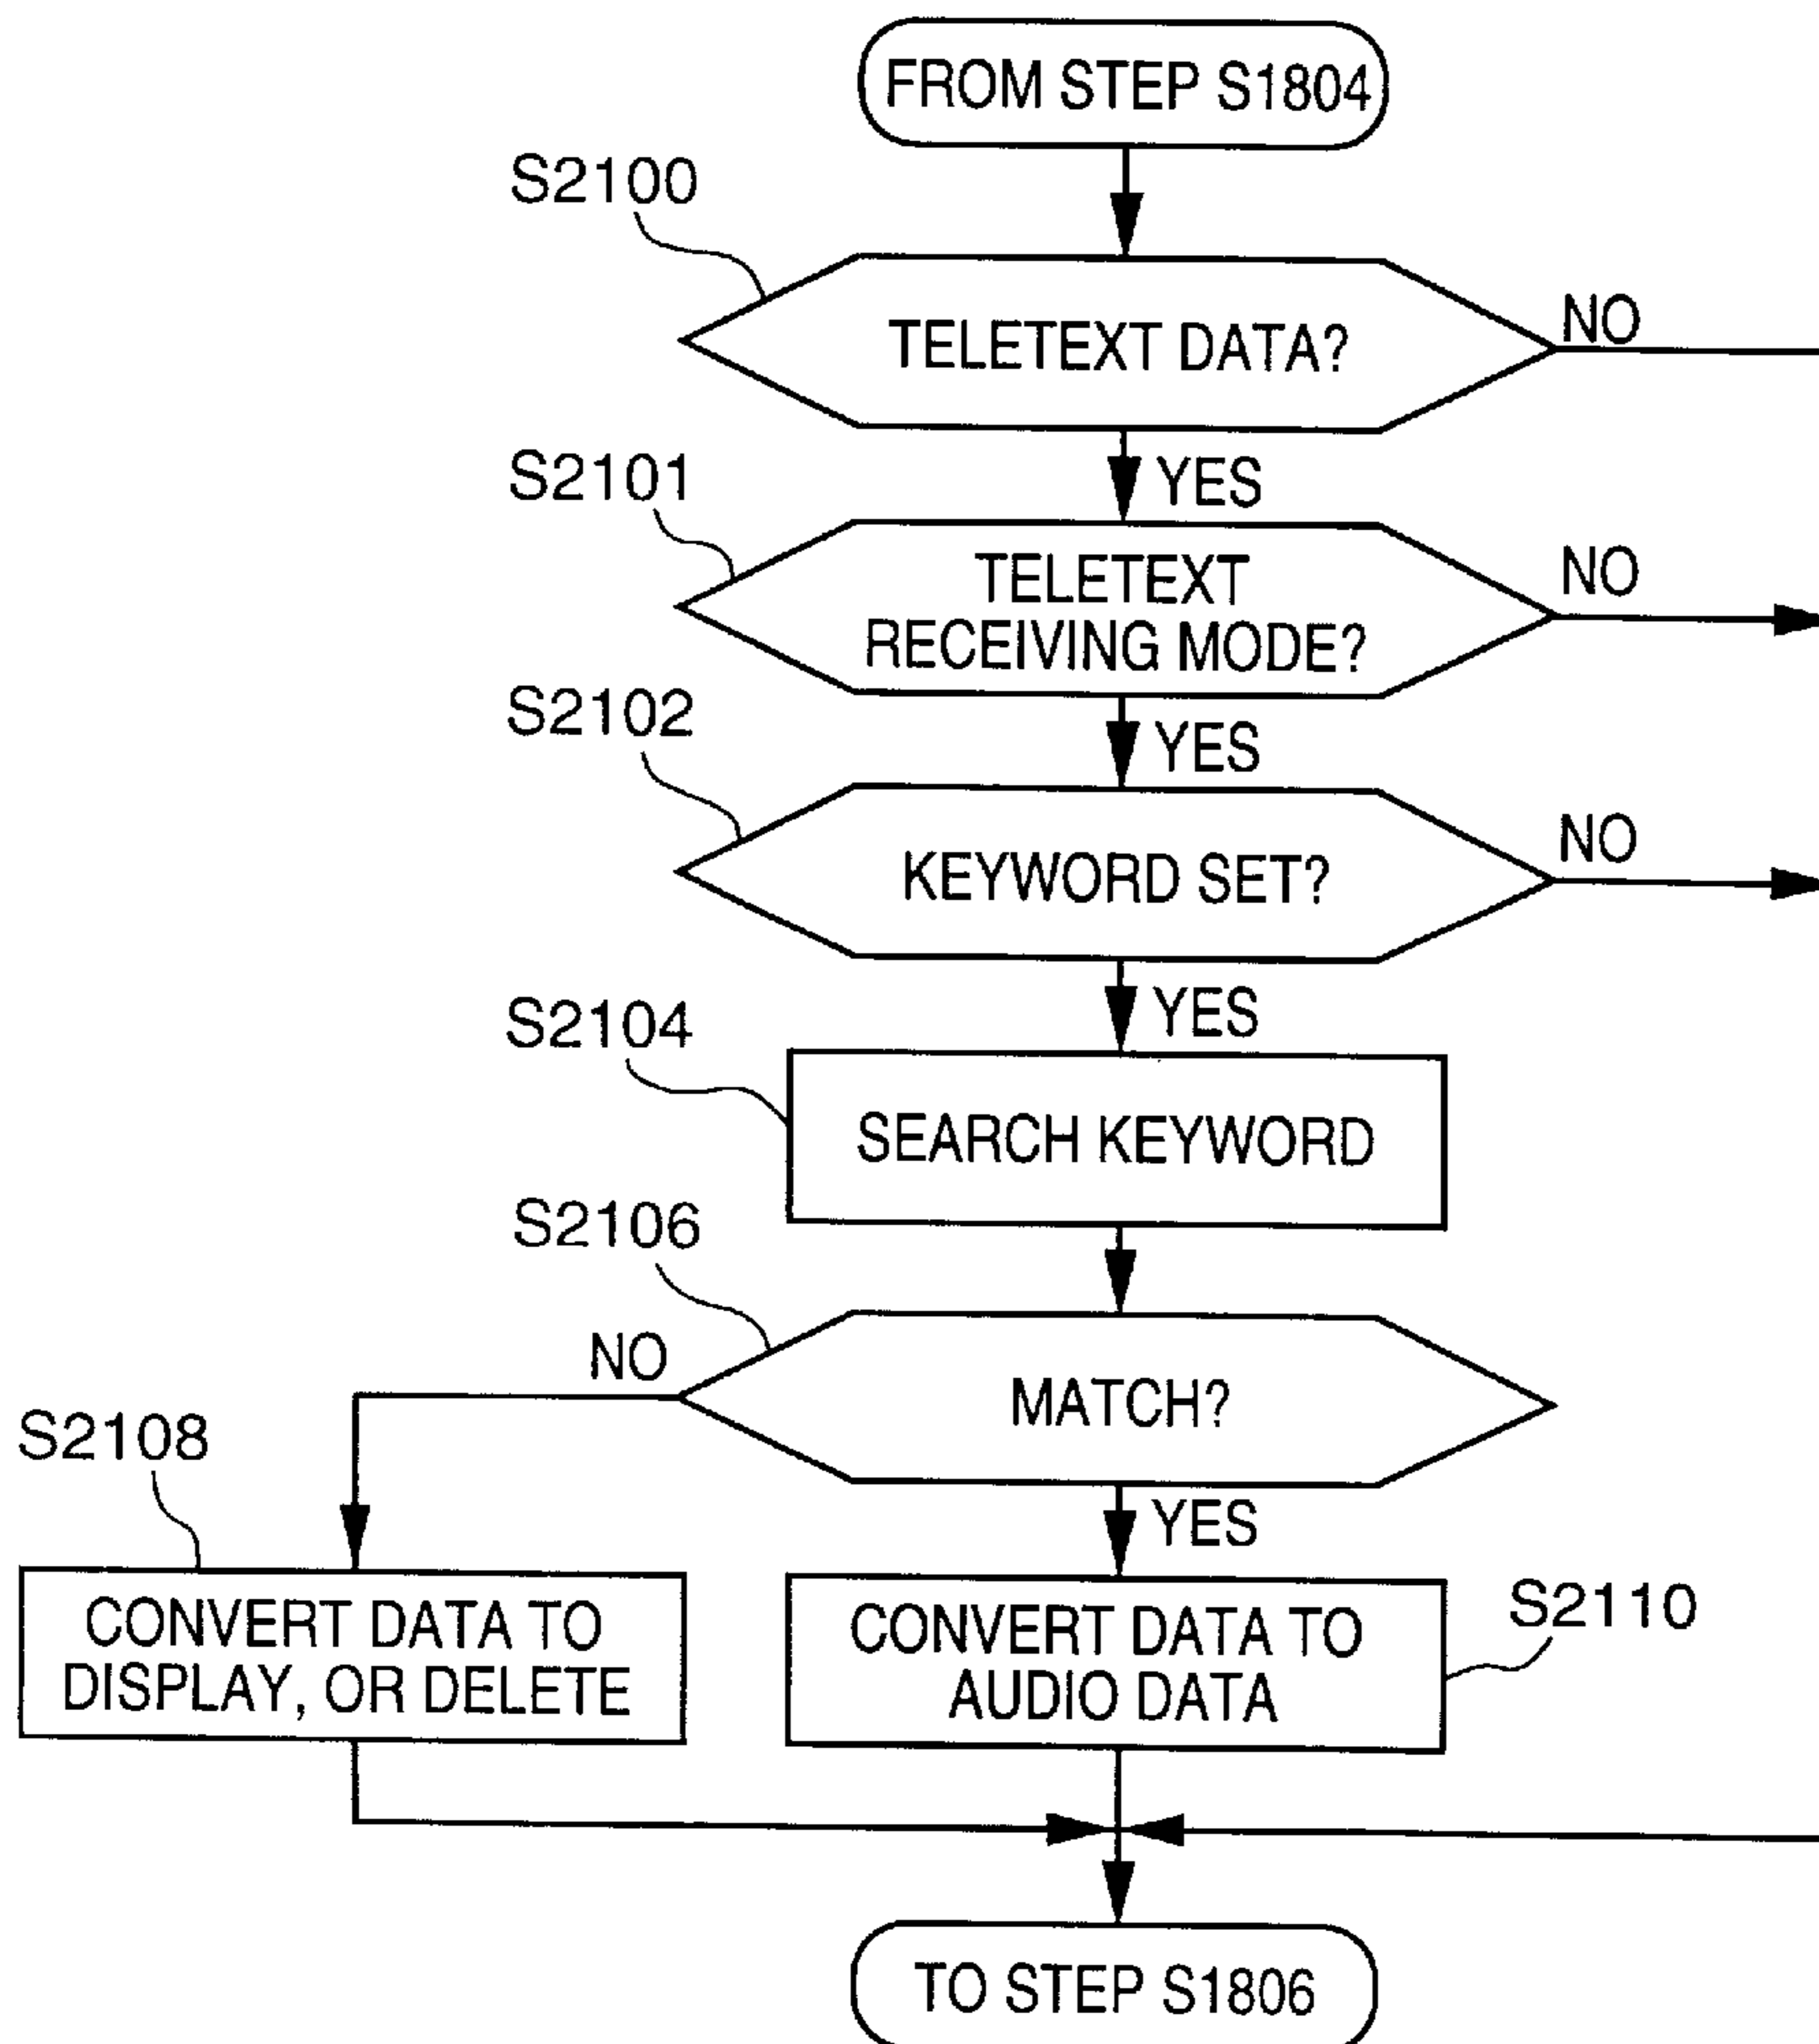 FROM STEP S1804
S2100
TELETEXT DATA?
NO
YES
S2101
TELETEXT
RECEIVING MODE?
NO
YES
S2102
KEYWORD SET?
NO
YES
S2104
SEARCH KEYWORD
S2106
NO
MATCH?
YES
S2108
CONVERT DATA TO
DISPLAY, OR DELETE
CONVERT DATA TO
AUDIO DATA
S2110
TO STEP S1806